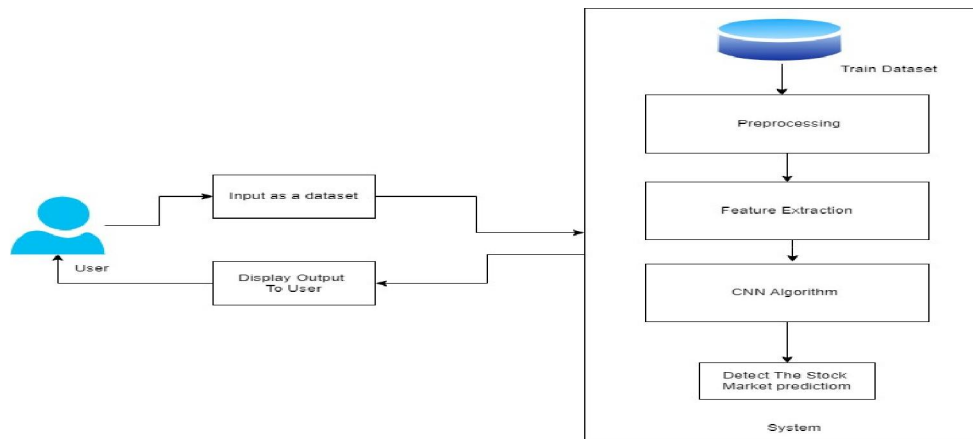 Train Dataset
Preprocessing
Input as a dataset
Feature Extraction
User
Display Output
To User
CNN Algorithm
Detect The Stock
Market predictiom
System